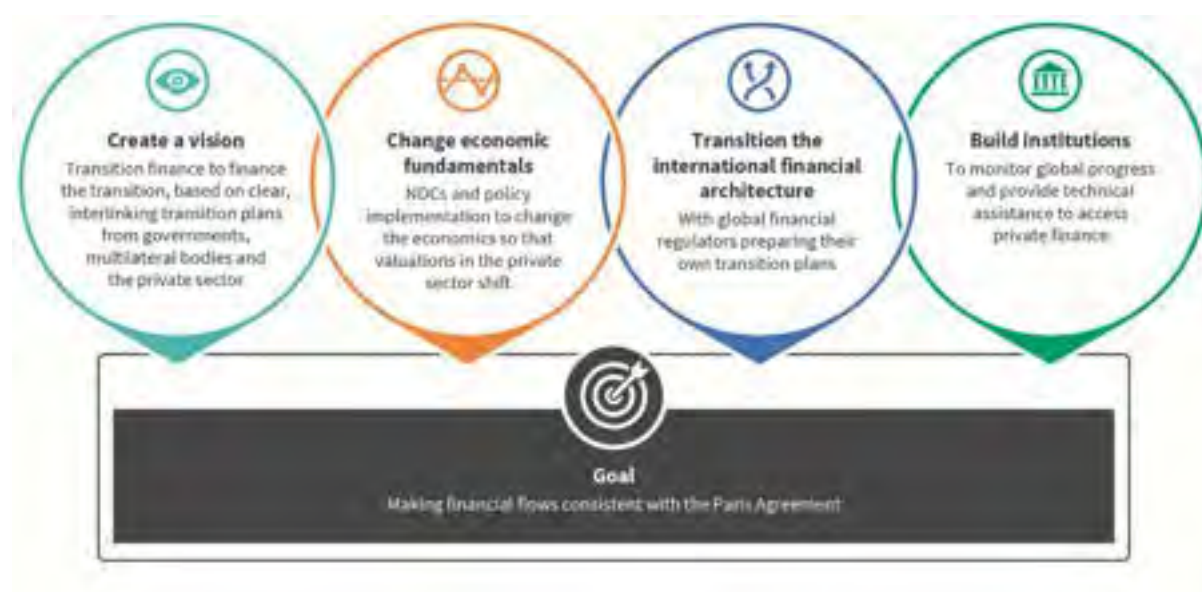 Create a vision
Transition finance to finance
the transition, based on clear,
interlinking transition plans
from governments,
multilateral bodies and
the private sector
Change economic
fundamentals
NDCs and policy
implementation to change
the economics so that
valuations in the private
sector shift
Transition the
international financial
architecture
With global financial
regulators preparing their
own transition plans
Build institutions
To monitor global progress
and provide technical
assistance to access
private finance
Goal
Making financial flows consistent with the Paris Agreement